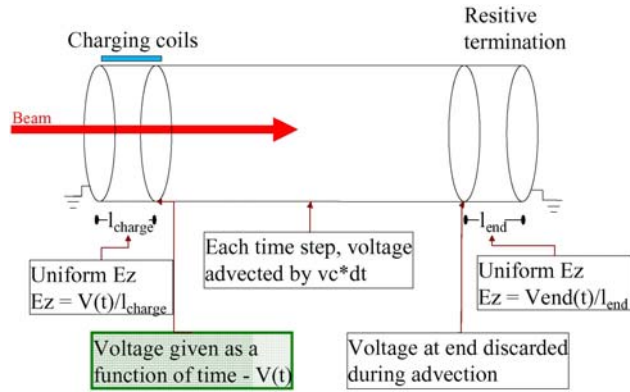 Charging coils
Resitive
termination
Beam
l_charge
l_end
Each time step, voltage
advected by vc*dt
Uniform Ez
Ez = V(t)/l_charge
Uniform Ez
Ez = Vend(t)/l_end
Voltage given as a
function of time - V(t)
Voltage at end discarded
during advection